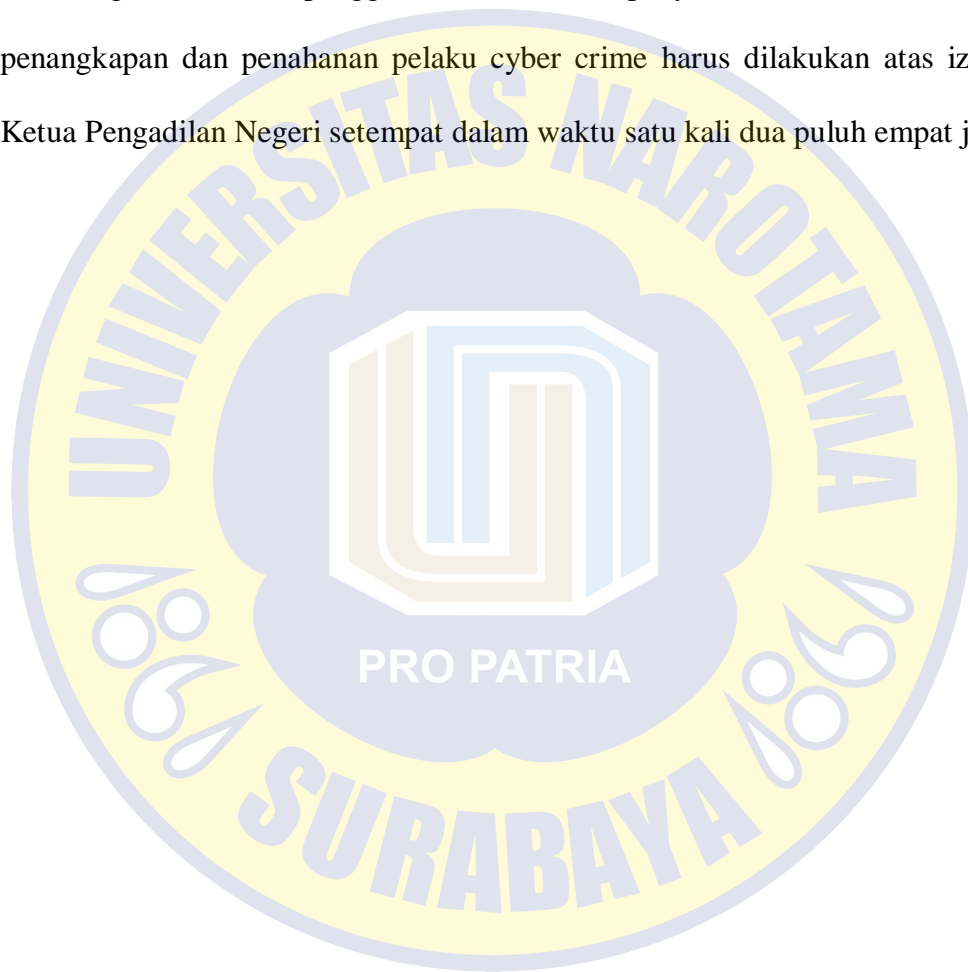 penangkapan dan penahanan pelaku cyber crime harus dilakukan atas iz
Ketua Pengadilan Negeri setempat dalam waktu satu kali dua puluh empat j
UNIVERSITAS NAROTAMA
PRO PATRIA
SURABAYA